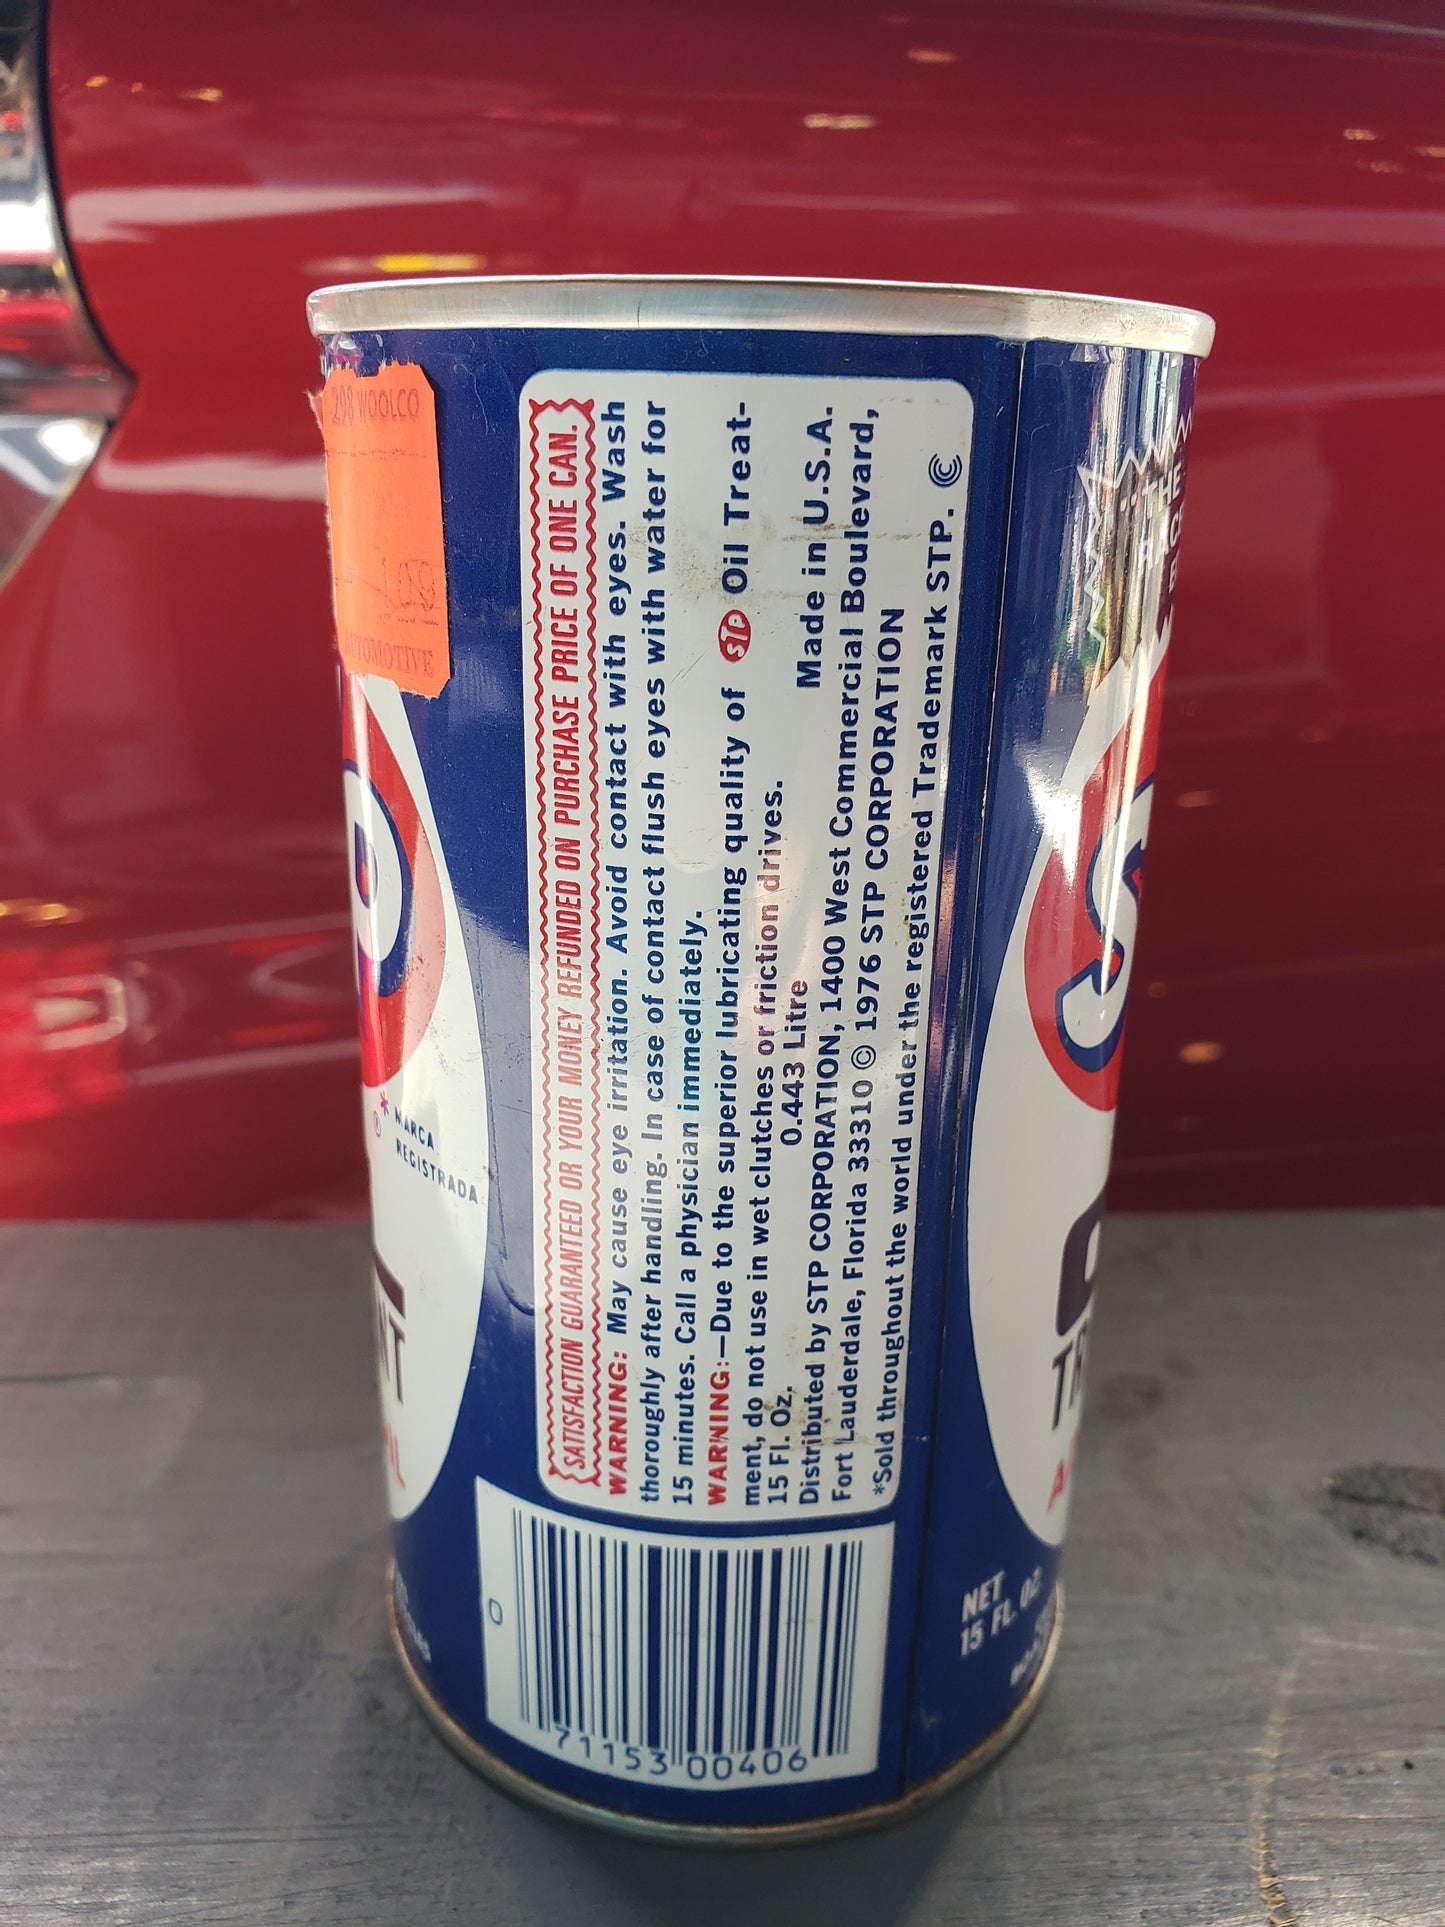 298 WOOLCO
AUTOMOTIVE
P
®*
MARCA
REGISTRADA
SATISFACTION GUARANTEED OR YOUR MONEY REFUNDED ON PURCHASE PRICE OF ONE CAN.
WARNING: May cause eye irritation. Avoid contact with eyes. Wash
thoroughly after handling. In case of contact flush eyes with water for
15 minutes. Call a physician immediately.
WARNING:—Due to the superior lubricating quality of STP Oil Treat-
ment, do not use in wet clutches or friction drives.
15 Fl. Oz. 0.443 Litre Made in U.S.A.
Distributed by STP CORPORATION, 1400 West Commercial Boulevard,
Fort Lauderdale, Florida 33310 © 1976 STP CORPORATION
*Sold throughout the world under the registered Trademark STP. ©
0 71153 00406
...THE
S
NET
15 FL. OZ.